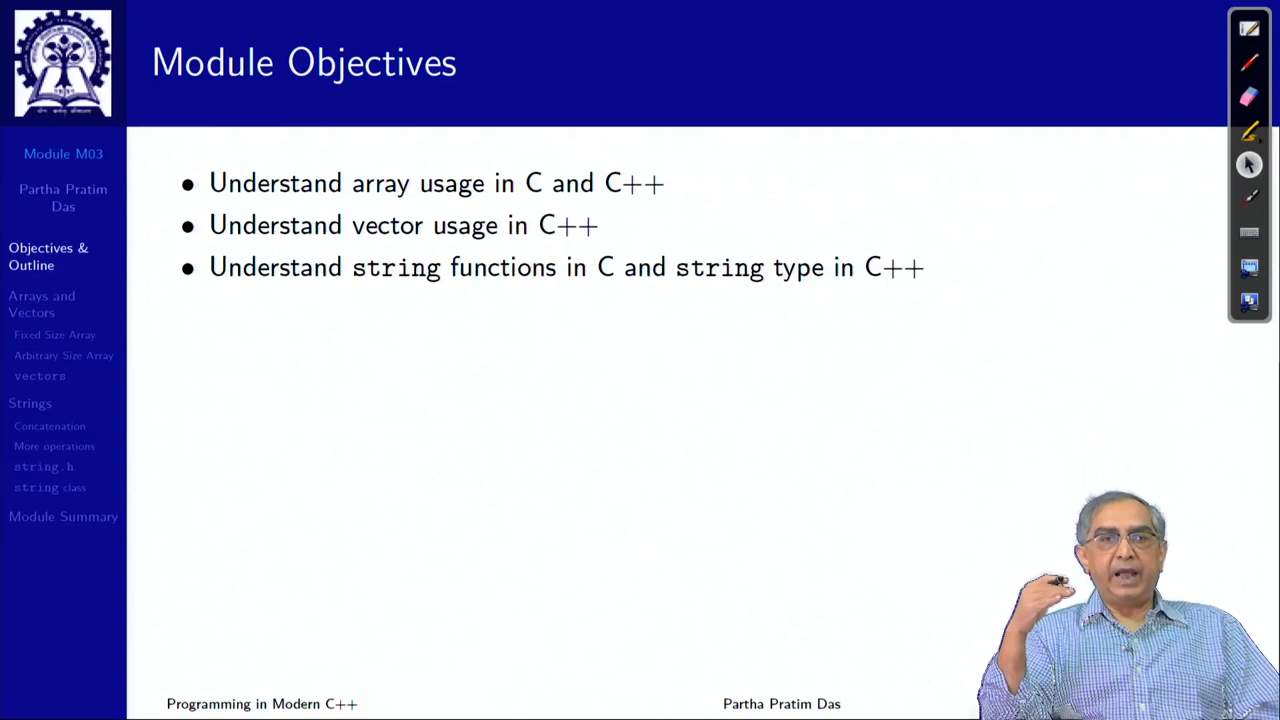 Module Objectives
Module M03
Partha Pratim
Das
Objectives &
Outline
Arrays and
Vectors
Fixed Size Array
Arbitrary Size Array
vectors
Strings
Concatenation
More operations
string.h
string class
Module Summary
• Understand array usage in C and C++
• Understand vector usage in C++
• Understand string functions in C and string type in C++
Programming in Modern C++
Partha Pratim Das